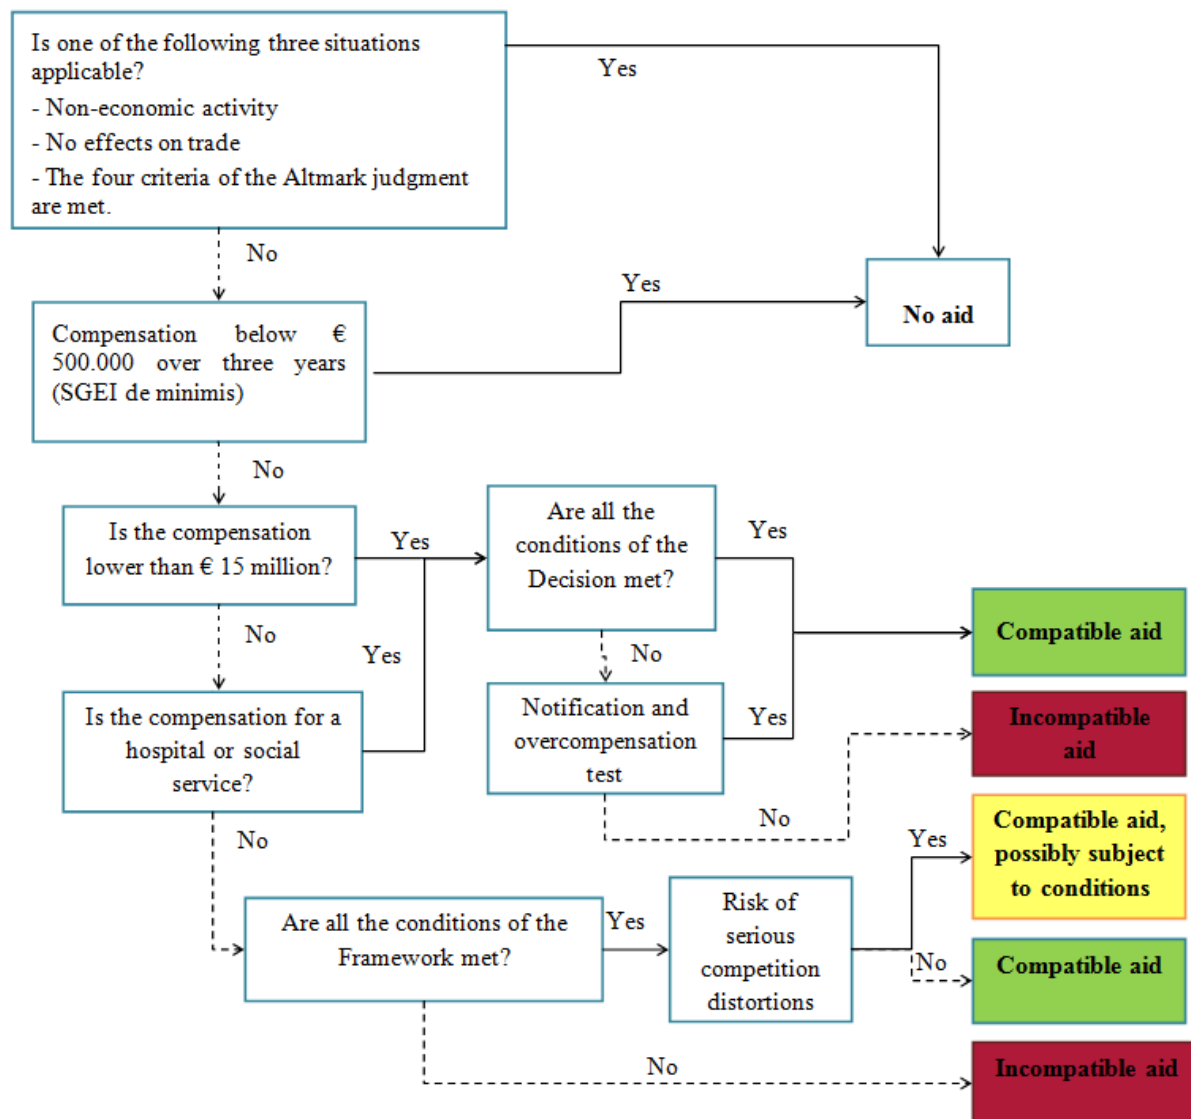 Is one of the following three situations
applicable?
- Non-economic activity
- No effects on trade
- The four criteria of the Altmark judgment
are met.
Yes
No
Compensation below €
500.000 over three years
(SGEI de minimis)
Yes
No aid
No
Is the compensation
lower than € 15 million?
Yes
Are all the
conditions of the
Decision met?
Yes
Compatible aid
No
Yes
No
Is the compensation for a
hospital or social
service?
Notification and
overcompensation
test
Yes
Incompatible
aid
No
No
Compatible aid,
possibly subject
to conditions
Yes
Are all the conditions of the
Framework met?
Yes
Risk of
serious
competition
distortions
No
Compatible aid
No
Incompatible aid